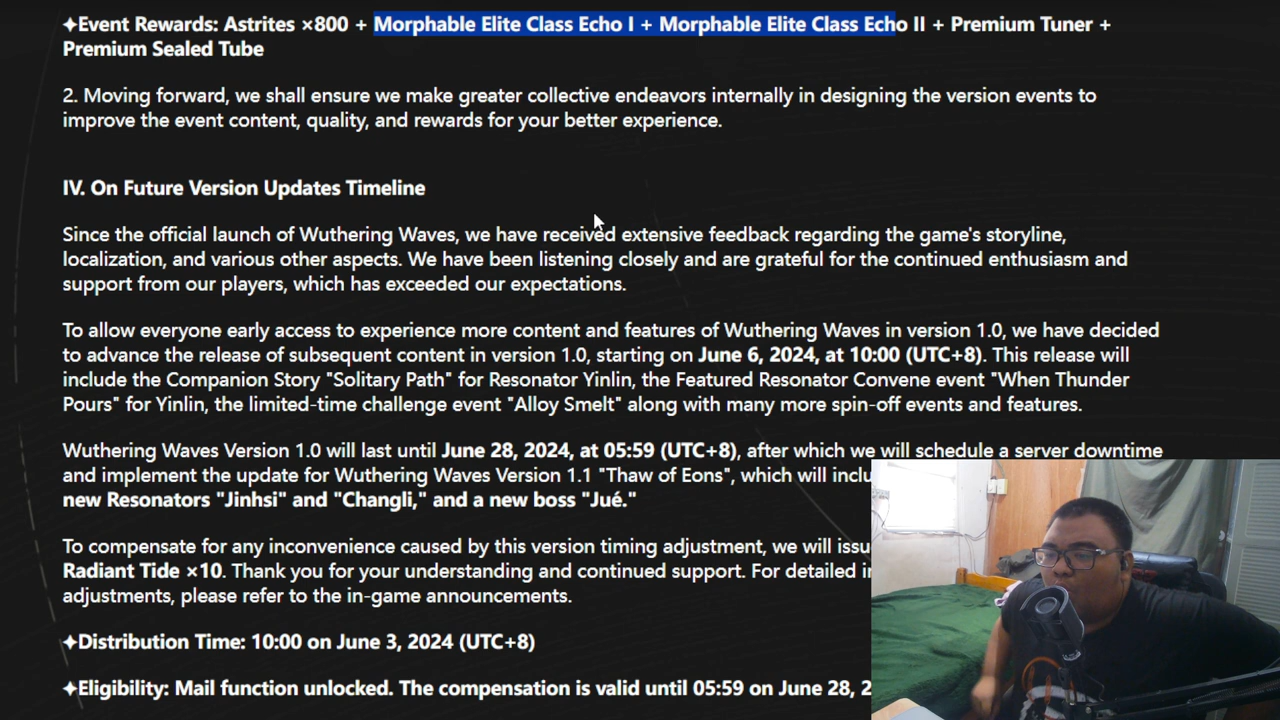 ✦Event Rewards: Astrites ×800 + Morphable Elite Class Echo I + Morphable Elite Class Echo II + Premium Tuner +
Premium Sealed Tube
2. Moving forward, we shall ensure we make greater collective endeavors internally in designing the version events to
improve the event content, quality, and rewards for your better experience.
IV. On Future Version Updates Timeline
Since the official launch of Wuthering Waves, we have received extensive feedback regarding the game's storyline,
localization, and various other aspects. We have been listening closely and are grateful for the continued enthusiasm and
support from our players, which has exceeded our expectations.
To allow everyone early access to experience more content and features of Wuthering Waves in version 1.0, we have decided
to advance the release of subsequent content in version 1.0, starting on June 6, 2024, at 10:00 (UTC+8). This release will
include the Companion Story "Solitary Path" for Resonator Yinlin, the Featured Resonator Convene event "When Thunder
Pours" for Yinlin, the limited-time challenge event "Alloy Smelt" along with many more spin-off events and features.
Wuthering Waves Version 1.0 will last until June 28, 2024, at 05:59 (UTC+8), after which we will schedule a server downtime
and implement the update for Wuthering Waves Version 1.1 "Thaw of Eons", which will
new Resonators "Jinhsi" and "Changli," and a new boss "Jué."
To compensate for any inconvenience caused by this version timing adjustment, we will
Radiant Tide ×10. Thank you for your understanding and continued support. For detailed
adjustments, please refer to the in-game announcements.
✦Distribution Time: 10:00 on June 3, 2024 (UTC+8)
✦Eligibility: Mail function unlocked. The compensation is valid until 05:59 on June 28,